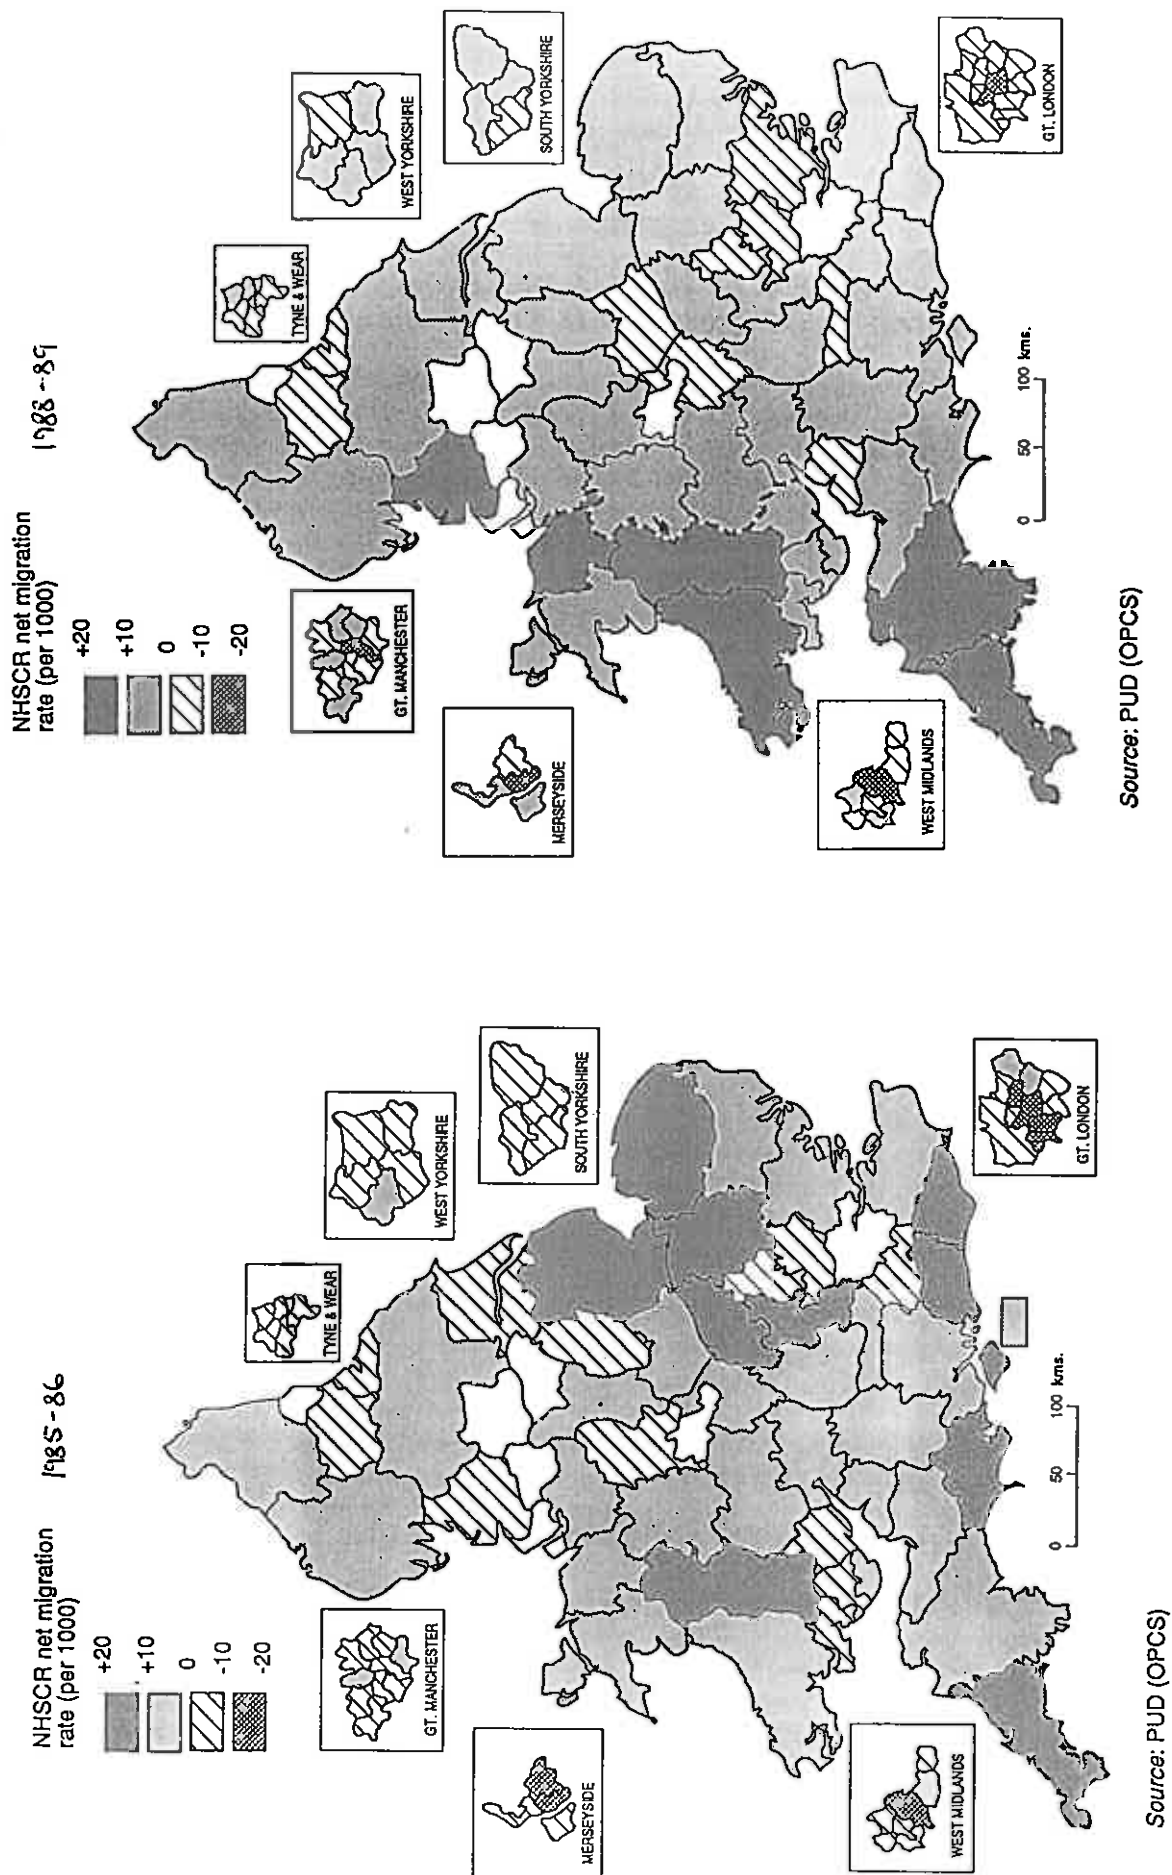 1985-86
NHSCR net migration
rate (per 1000)
+20
+10
0
-10
-20
TYNE & WEAR
WEST YORKSHIRE
SOUTH YORKSHIRE
GT. MANCHESTER
MERSEYSIDE
WEST MIDLANDS
GT. LONDON
0 50 100 kms.
Source: PUD (OPCS)
1988-89
NHSCR net migration
rate (per 1000)
+20
+10
0
-10
-20
TYNE & WEAR
WEST YORKSHIRE
SOUTH YORKSHIRE
GT. MANCHESTER
MERSEYSIDE
WEST MIDLANDS
GT. LONDON
0 50 100 kms.
Source: PUD (OPCS)